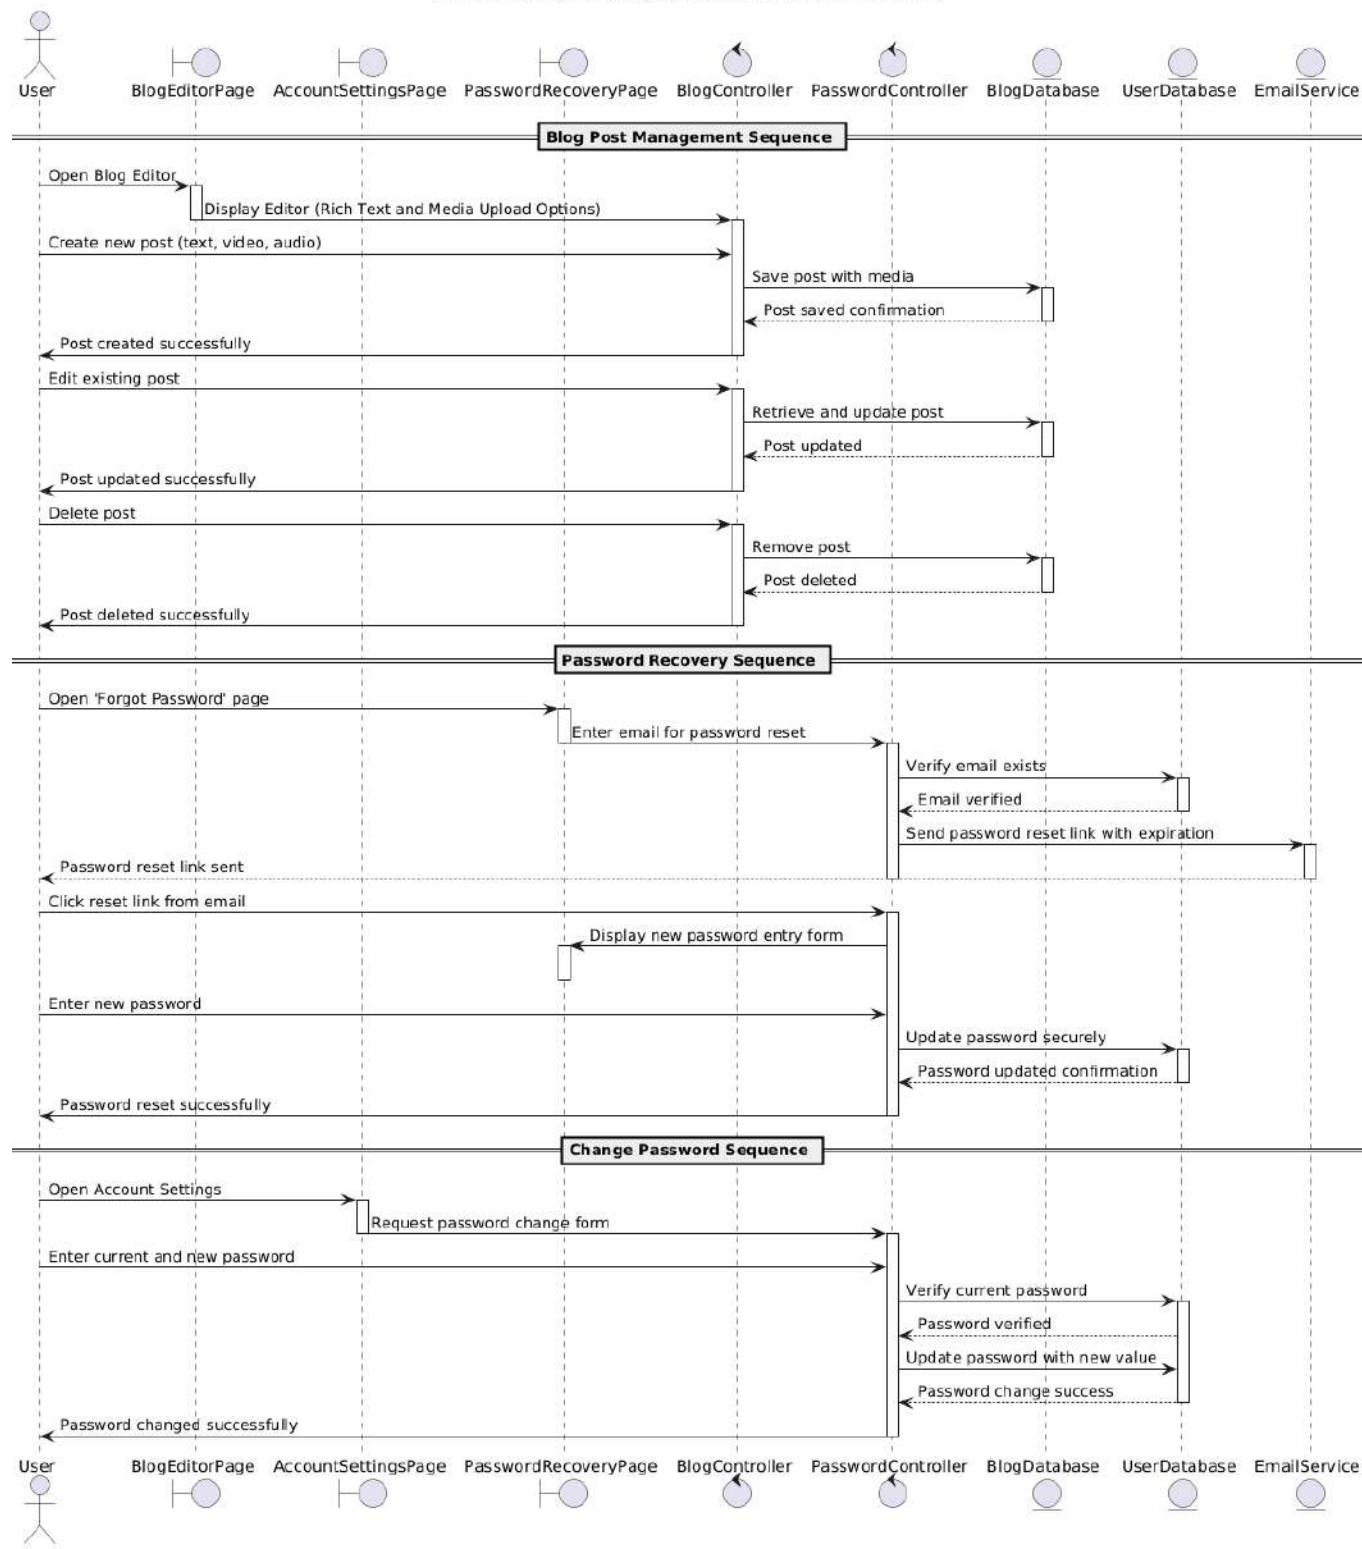 User BlogEditorPage AccountSettingsPage PasswordRecoveryPage BlogController PasswordController BlogDatabase UserDatabase EmailService
Blog Post Management Sequence
Open Blog Editor
Display Editor (Rich Text and Media Upload Options)
Create new post (text, video, audio)
Save post with media
Post saved confirmation
Post created successfully
Edit existing post
Retrieve and update post
Post updated
Post updated successfully
Delete post
Remove post
Post deleted
Post deleted successfully
Password Recovery Sequence
Open 'Forgot Password' page
Enter email for password reset
Verify email exists
Email verified
Send password reset link with expiration
Password reset link sent
Click reset link from email
Display new password entry form
Enter new password
Update password securely
Password updated confirmation
Password reset successfully
Change Password Sequence
Open Account Settings
Request password change form
Enter current and new password
Verify current password
Password verified
Update password with new value
Password change success
Password changed successfully
User BlogEditorPage AccountSettingsPage PasswordRecoveryPage BlogController PasswordController BlogDatabase UserDatabase EmailService